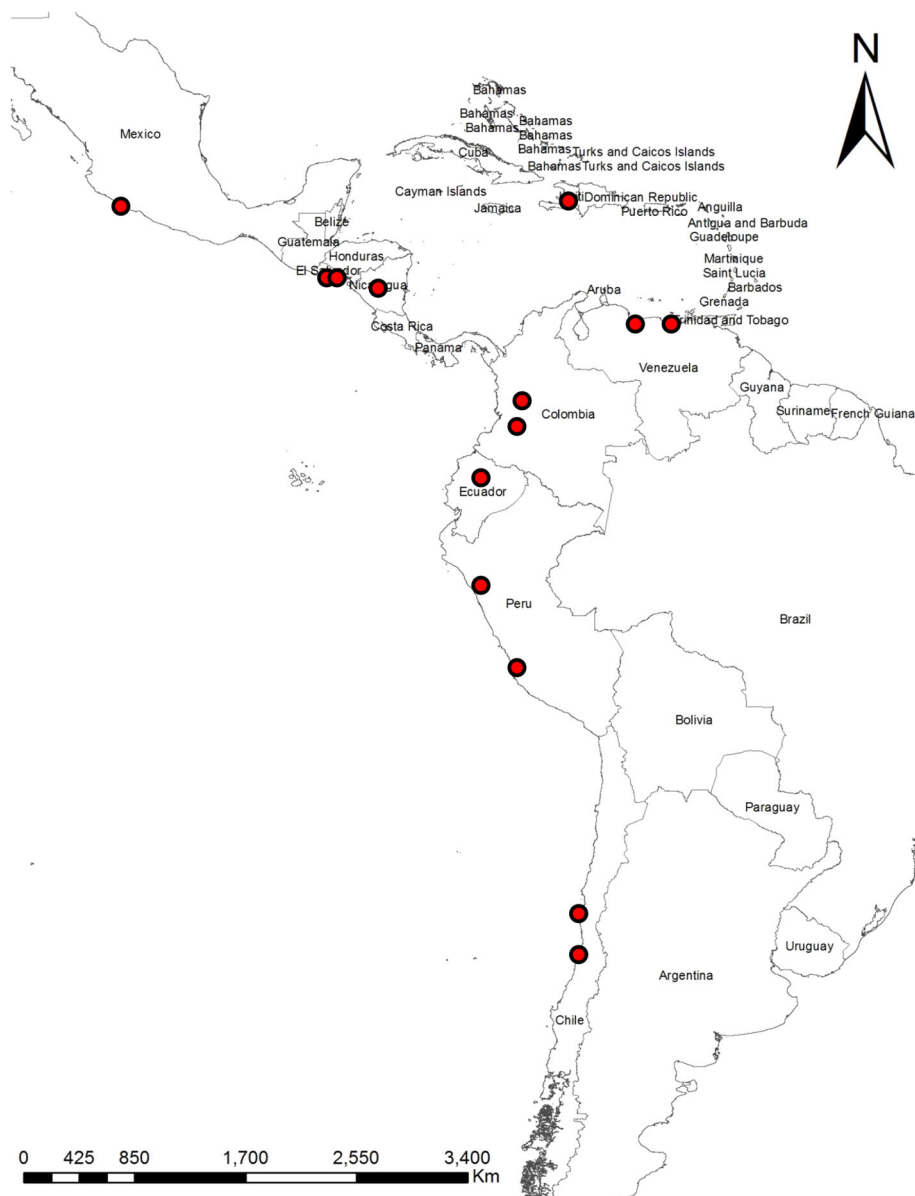 N
Bahamas
Mexico
Bahamas
Bahamas
Bahamas
Bahamas
Bahamas
Turks and Caicos Islands
Cuba
Bahamas
Turks and Caicos Islands
Cayman Islands
Dominican Republic
Jamaica
Puerto Rico
Anguilla
Belize
Antigua and Barbuda
Guatemala
Guadeloupe
Honduras
Martinique
El Salvador
Saint Lucia
Nicaragua
Aruba
Barbados
Grenada
Costa Rica
Trinidad and Tobago
Panama
Venezuela
Guyana
Colombia
Suriname
French Guiana
Ecuador
Peru
Brazil
Bolivia
Paraguay
Uruguay
Argentina
Chile
0 425 850 1,700 2,550 3,400
Km